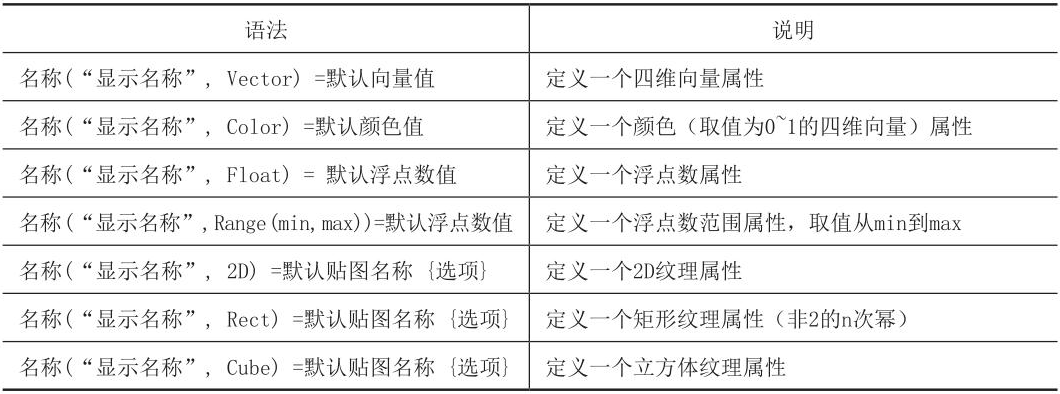 语法 说明
名称(“显示名称”, Vector) =默认向量值 定义一个四维向量属性
名称(“显示名称”, Color) =默认颜色值 定义一个颜色（取值为0~1的四维向量）属性
名称(“显示名称”, Float) = 默认浮点数值 定义一个浮点数属性
名称(“显示名称”,Range(min,max))=默认浮点数值 定义一个浮点数范围属性，取值从min到max
名称(“显示名称”, 2D) =默认贴图名称 {选项} 定义一个2D纹理属性
名称(“显示名称”, Rect) =默认贴图名称 {选项} 定义一个矩形纹理属性（非2的n次幂）
名称(“显示名称”, Cube) =默认贴图名称 {选项} 定义一个立方体纹理属性